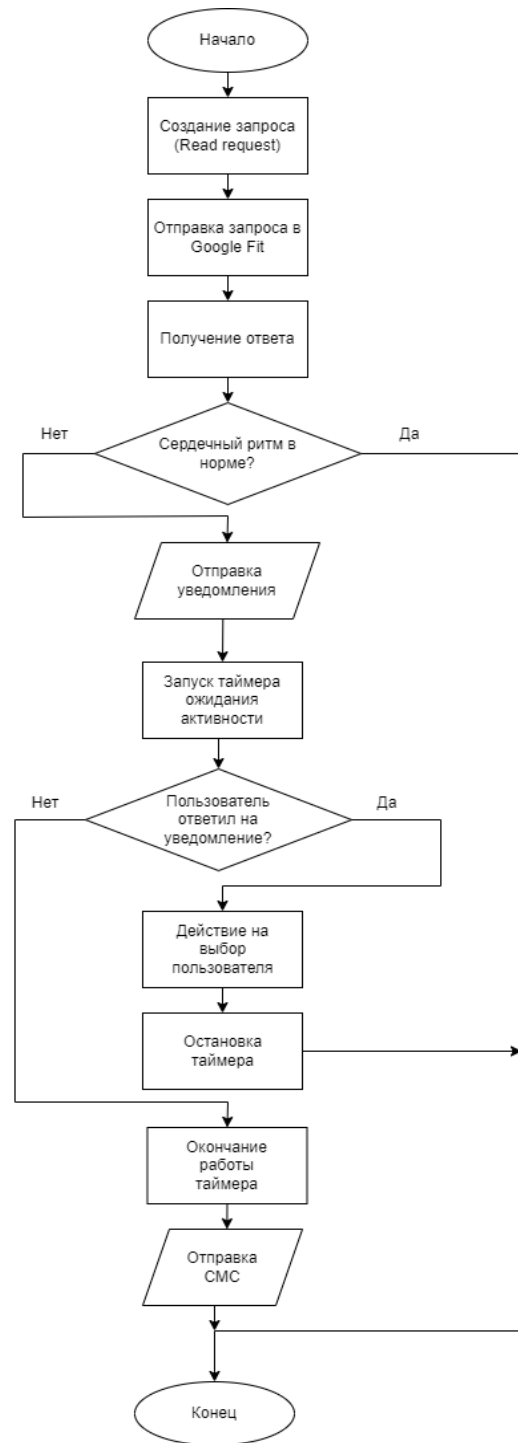 Начало
Создание запроса
(Read request)
Отправка запроса в
Google Fit
Получение ответа
Нет
Да
Сердечный ритм в
норме?
Отправка
уведомления
Запуск таймера
ожидания
активности
Нет
Да
Пользователь
ответил на
уведомление?
Действие на
выбор
пользователя
Остановка
таймера
Окончание
работы
таймера
Отправка
СМС
Конец